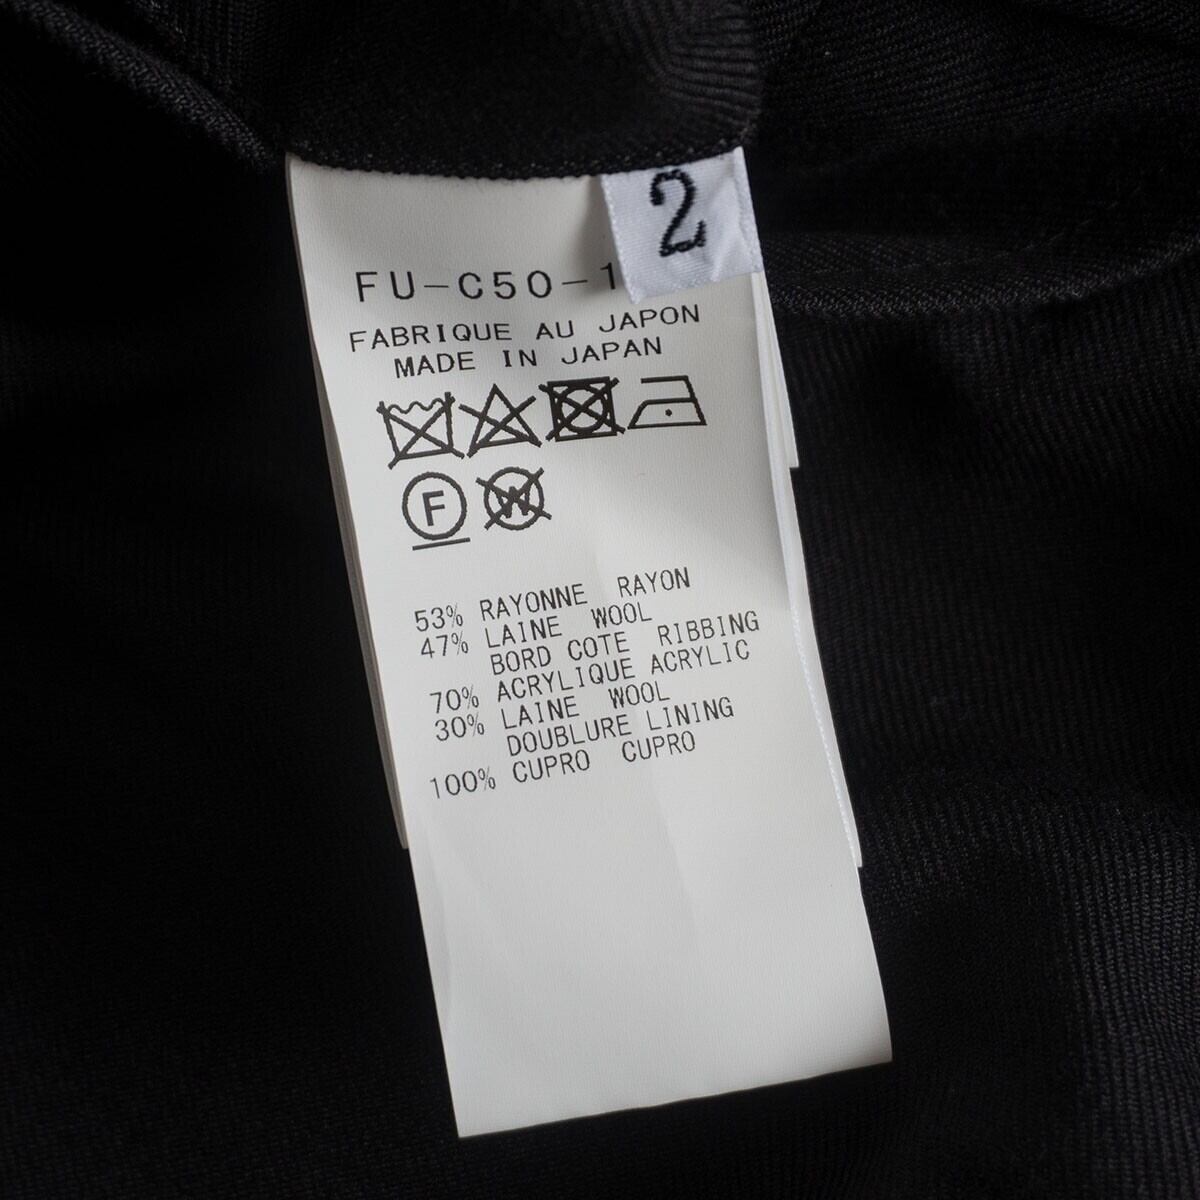 2
FU-C50-1
FABRIQUE AU JAPON
MADE IN JAPAN
F W
53% RAYONNE RAYON
47% LAINE WOOL
BORD COTE RIBBING
70% ACRYLIQUE ACRYLIC
30% LAINE WOOL
DOUBLURE LINING
100% CUPRO CUPRO